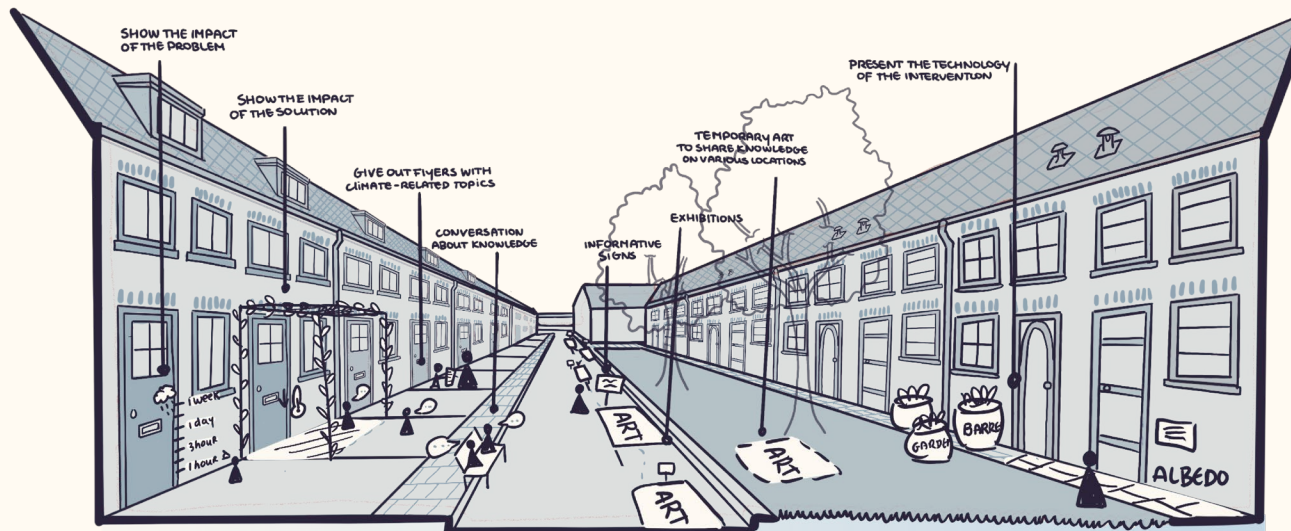 SHOW THE IMPACT
OF THE PROBLEM
SHOW THE IMPACT
OF THE SOLUTION
GIVE OUT FLYERS WITH
CLIMATE-RELATED TOPICS
CONVERSATION
ABOUT KNOWLEDGE
INFORMATIVE
SIGNS
EXHIBITIONS
TEMPORARY ART
TO SHARE KNOWLEDGE
ON VARIOUS LOCATIONS
PRESENT THE TECHNOLOGY
OF THE INTERVENTION
1 week
1 day
3 hour
1 hour
ART
ART
ART
GARDEN
BARRE
ALBEDO